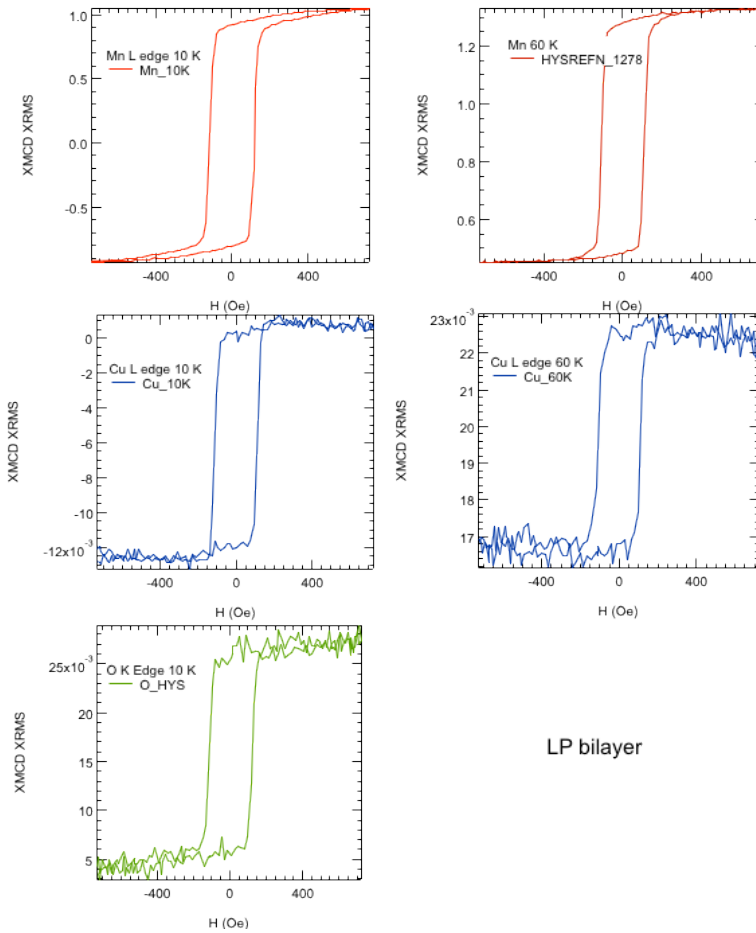 1.0
0.5
0.0
-0.5
XMCD XRMS
Mn L edge 10 K
Mn_10K
-400
0
400
H (Oe)
1.2
1.0
0.8
0.6
XMCD XRMS
Mn 60 K
HYSREFN_1278
-400
0
400
H (Oe)
0
-2
-4
-6
-8
-10
-12x10-3
XMCD XRMS
Cu L edge 10 K
Cu_10K
-400
0
400
H (Oe)
23x10-3
22
21
20
19
18
17
XMCD XRMS
Cu L edge 60 K
Cu_60K
-400
0
400
H (Oe)
25x10-3
20
15
10
5
XMCD XRMS
O K Edge 10 K
O_HYS
-400
0
400
H (Oe)
LP bilayer